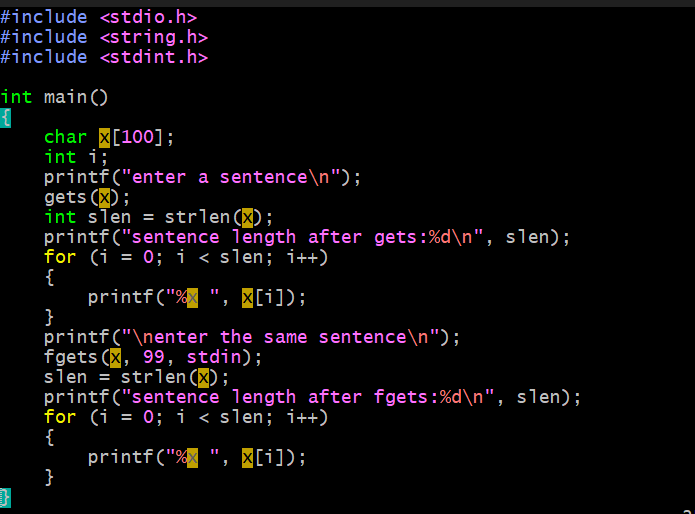 #include <stdio.h>
#include <string.h>
#include <stdint.h>

int main()
{
    char x[100];
    int i;
    printf("enter a sentence\n");
    gets(x);
    int slen = strlen(x);
    printf("sentence length after gets:%d\n", slen);
    for (i = 0; i < slen; i++)
    {
        printf("%x ", x[i]);
    }
    printf("\nenter the same sentence\n");
    fgets(x, 99, stdin);
    slen = strlen(x);
    printf("sentence length after fgets:%d\n", slen);
    for (i = 0; i < slen; i++)
    {
        printf("%x ", x[i]);
    }
}